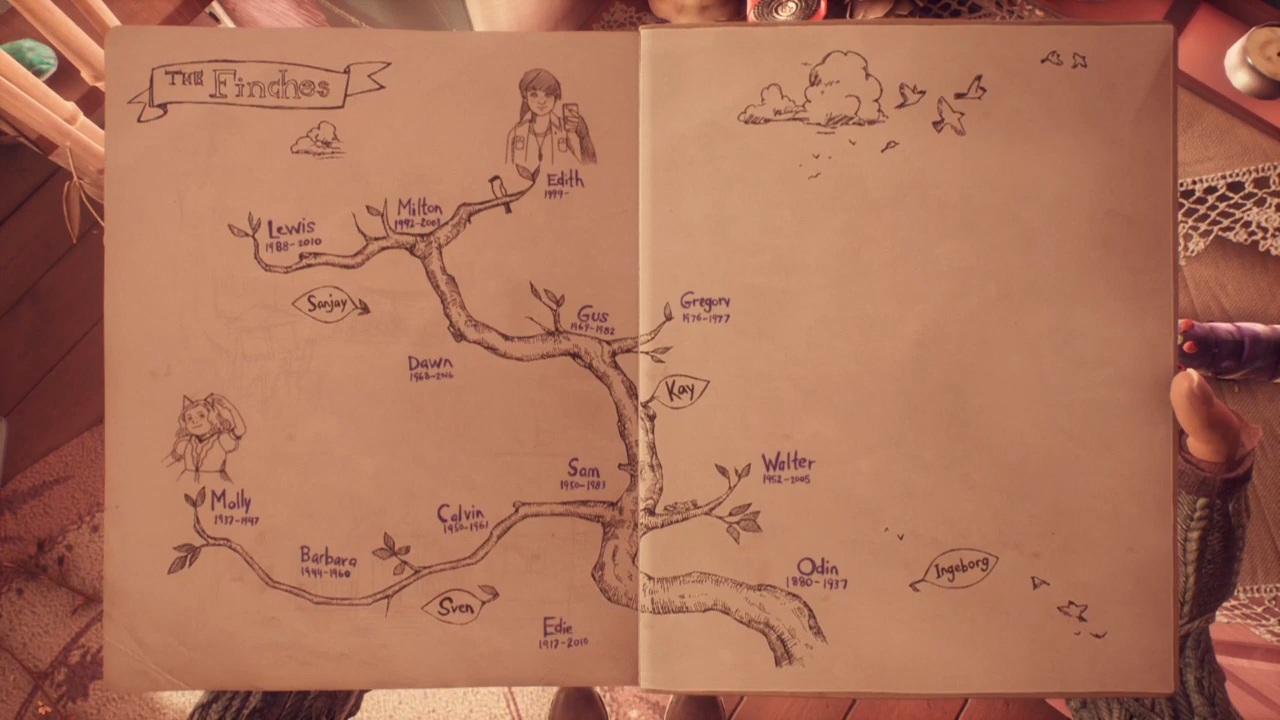 THE Finches
Edith
1999-
Milton
1992-2003
Lewis
1988-2010
Sanjay
Gus
1969-1982
Gregory
1976-1977
Dawn
1968-2016
Kay
Sam
1950-1983
Walter
1952-2005
Molly
1937-1947
Calvin
1950-1961
Barbara
1944-1960
Sven
Odin
1880-1937
Ingeborg
Edie
1917-2010